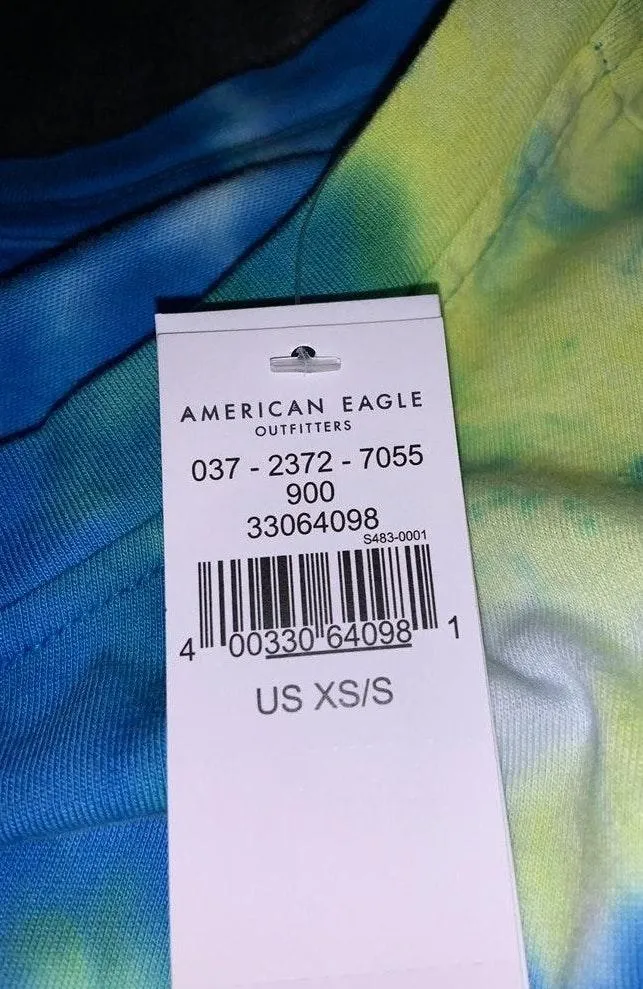 AMERICAN EAGLE
OUTFITTERS
037 - 2372 - 7055
900
33064098
S483-0001
4 00330 64098 1
US XS/S